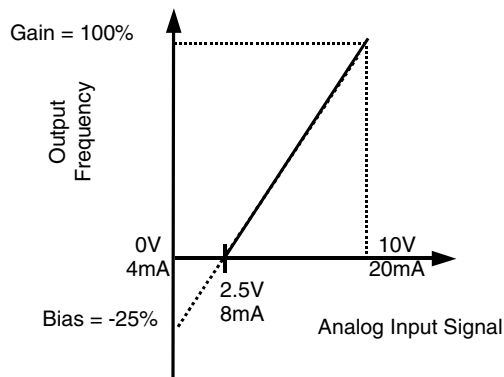 Gain = 100%
Output
Frequency
0V
4mA
10V
20mA
2.5V
8mA
Bias = -25%
Analog Input Signal